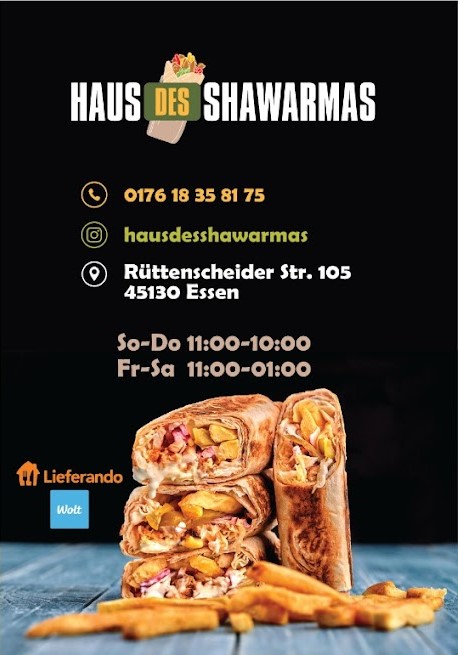 HAUS DES SHAWARMAS
0176 18 35 81 75
hausdesshawarmas
Rüttenscheider Str. 105
45130 Essen
So-Do 11:00-10:00
Fr-Sa 11:00-01:00
Lieferando
Wolt